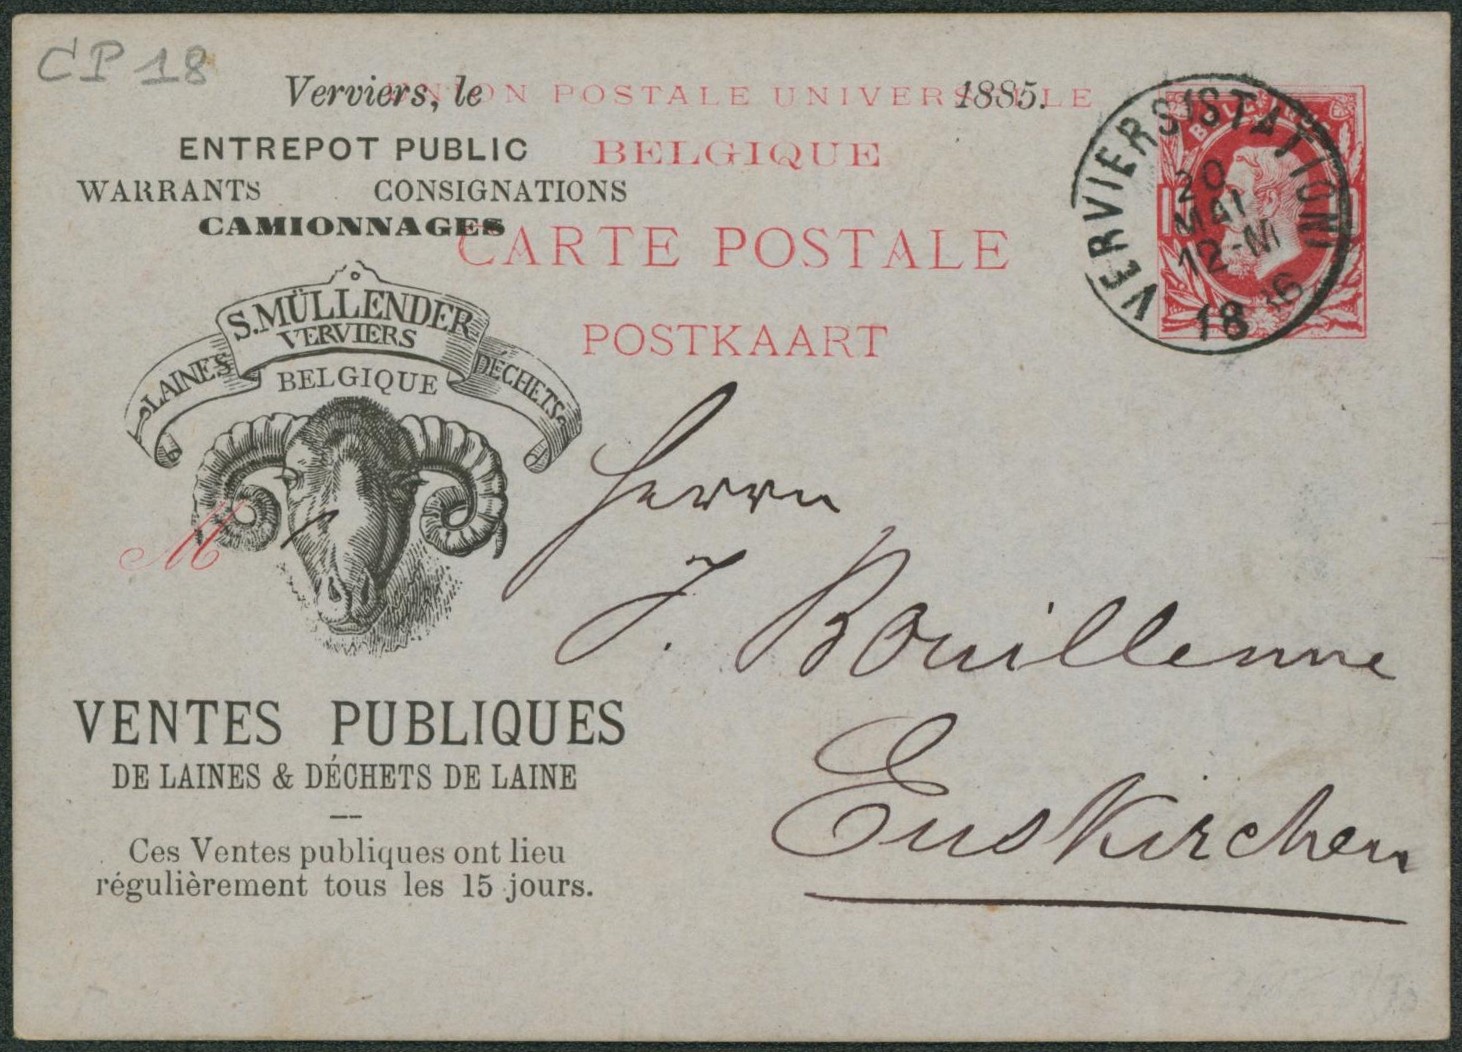 CP 18
Verviers, le 1885.
UNION POSTALE UNIVERSELLE
ENTREPOT PUBLIC
BELGIQUE
WARRANTS CONSIGNATIONS
CAMIONNAGES
CARTE POSTALE
POSTKAART
VERVIERS (STATION)
20
MAI
12-M
1886
S. MÜLLENDER
VERVIERS
BELGIQUE
LAINES
DÉCHETS
M
Herrn
J. Bouillenne
Euskirchen
VENTES PUBLIQUES
DE LAINES & DÉCHETS DE LAINE
Ces Ventes publiques ont lieu
régulièrement tous les 15 jours.